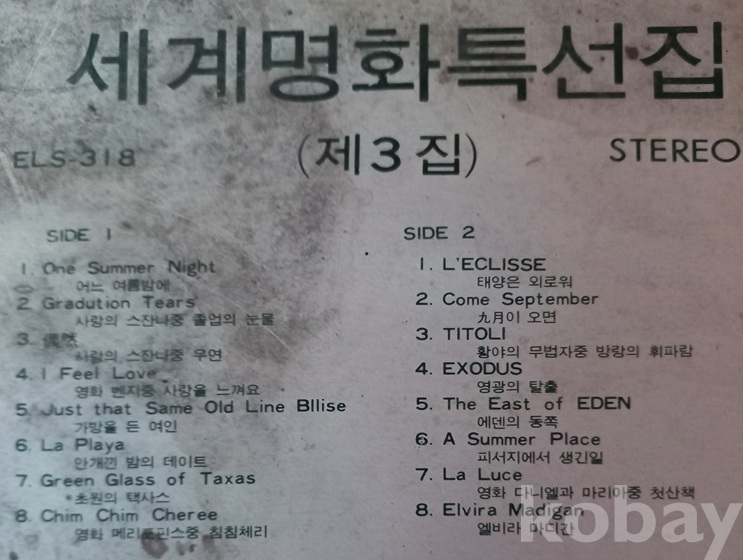 세계명화특선집
ELS-318
(제3집)
STEREO
SIDE 1
1. One Summer Night
어느 여름밤에
2. Gradution Tears
사랑의 스잔나중 졸업의 눈물
3. 偶然
사랑의 스잔나중 우연
4. I Feel Love
영화 벤지중 사랑을 느껴요
5. Just that Same Old Line Bllise
가방을 든 여인
6. La Playa
안개낀 밤의 데이트
7. Green Glass of Taxas
초원의 택사스
8. Chim Chim Cheree
영화 메리포핀스중 침침체리
SIDE 2
1. L'ECLISSE
태양은 외로워
2. Come September
九月이 오면
3. TITOLI
황야의 무법자중 방랑의 휘파람
4. EXODUS
영광의 탈출
5. The East of EDEN
에덴의 동쪽
6. A Summer Place
피서지에서 생긴일
7. La Luce
영화 다니엘과 마리아중 첫산책
8. Elvira Madigan
엘비라 마디간
kobay